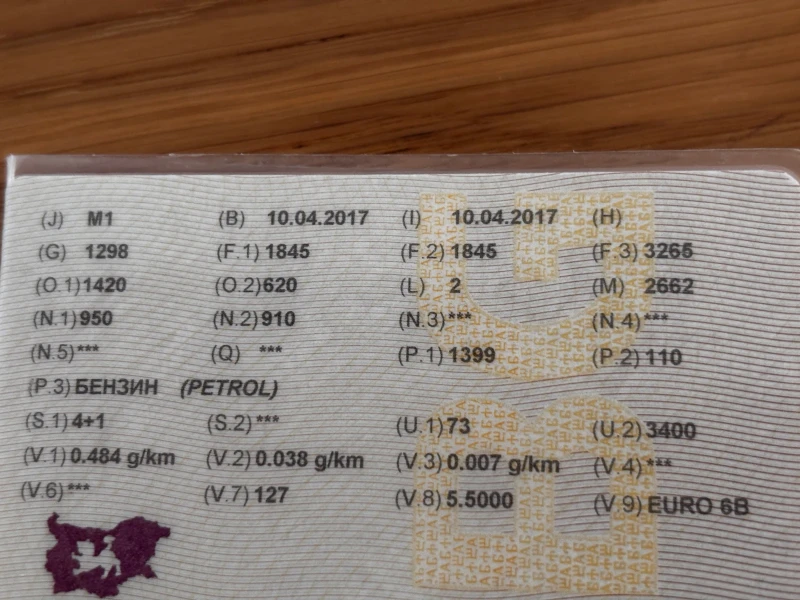 (J) M1 (B) 10.04.2017 (I) 10.04.2017 (H)
(G) 1298 (F.1) 1845 (F.2) 1845 (F.3) 3265
(O.1) 1420 (O.2) 620 (L) 2 (M) 2662
(N.1) 950 (N.2) 910 (N.3) *** (N.4) ***
(N.5) *** (Q) *** (P.1) 1399 (P.2) 110
(P.3) БЕНЗИН (PETROL)
(S.1) 4+1 (S.2) *** (U.1) 73 (U.2) 3400
(V.1) 0.484 g/km (V.2) 0.038 g/km (V.3) 0.007 g/km (V.4) ***
(V.6) *** (V.7) 127 (V.8) 5.5000 (V.9) EURO 6B